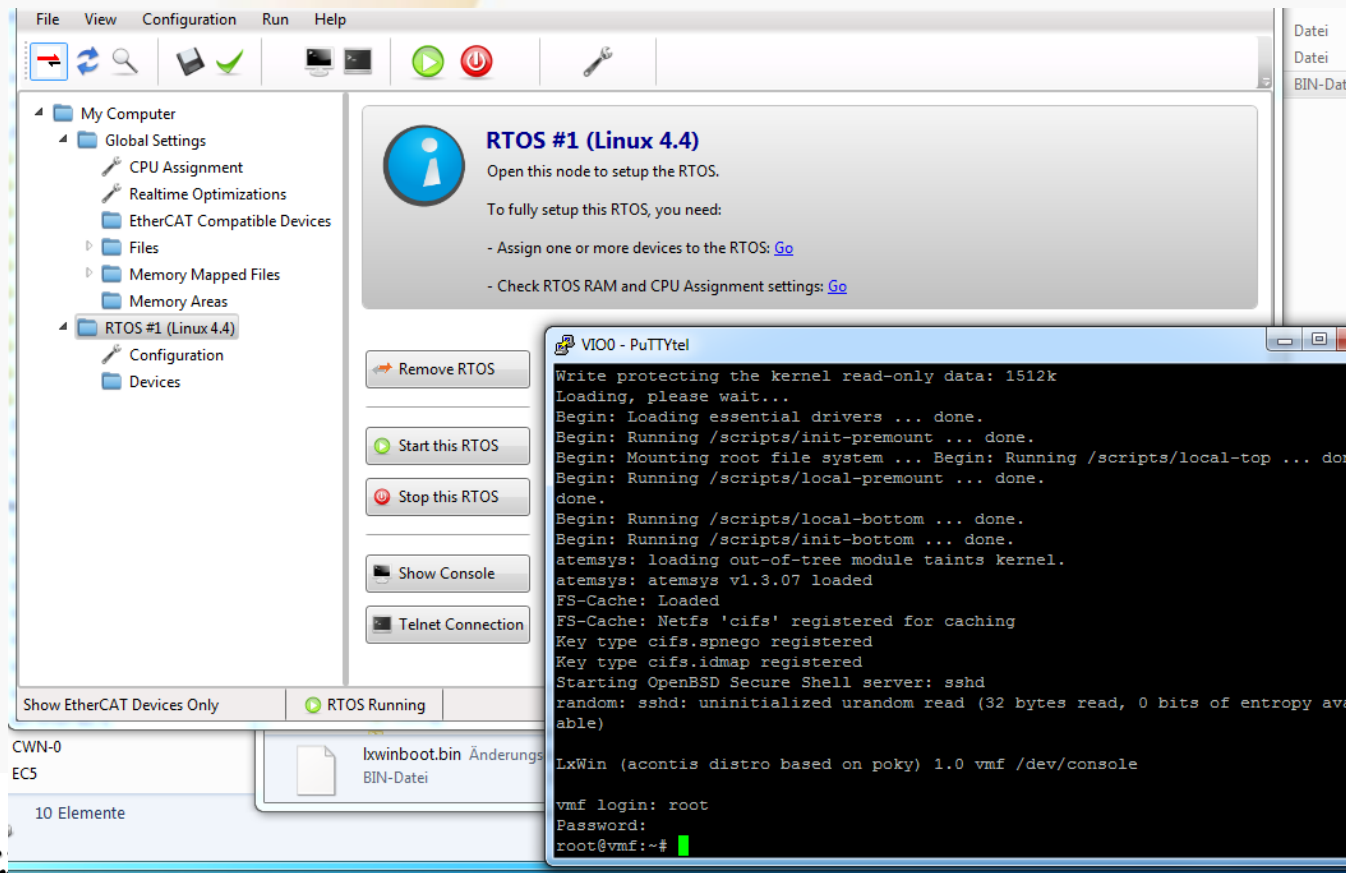 File View Configuration Run Help
Datei
Datei
BIN-Dat
My Computer
Global Settings
CPU Assignment
Realtime Optimizations
EtherCAT Compatible Devices
Files
Memory Mapped Files
Memory Areas
RTOS #1 (Linux 4.4)
Configuration
Devices
RTOS #1 (Linux 4.4)
Open this node to setup the RTOS.
To fully setup this RTOS, you need:
- Assign one or more devices to the RTOS: Go
- Check RTOS RAM and CPU Assignment settings: Go
Remove RTOS
Start this RTOS
Stop this RTOS
Show Console
Telnet Connection
Show EtherCAT Devices Only
RTOS Running
CWN-0
EC5
10 Elemente
lxwinboot.bin Änderungs
BIN-Datei
VIO0 - PuTTYtel
Write protecting the kernel read-only data: 1512k
Loading, please wait...
Begin: Loading essential drivers ... done.
Begin: Running /scripts/init-premount ... done.
Begin: Mounting root file system ... Begin: Running /scripts/local-top ... don
Begin: Running /scripts/local-premount ... done.
done.
Begin: Running /scripts/local-bottom ... done.
Begin: Running /scripts/init-bottom ... done.
atemsys: loading out-of-tree module taints kernel.
atemsys: atemsys v1.3.07 loaded
FS-Cache: Loaded
FS-Cache: Netfs 'cifs' registered for caching
Key type cifs.spnego registered
Key type cifs.idmap registered
Starting OpenBSD Secure Shell server: sshd
random: sshd: uninitialized urandom read (32 bytes read, 0 bits of entropy ava
able)
LxWin (acontis distro based on poky) 1.0 vmf /dev/console
vmf login: root
Password:
root@vmf:~#